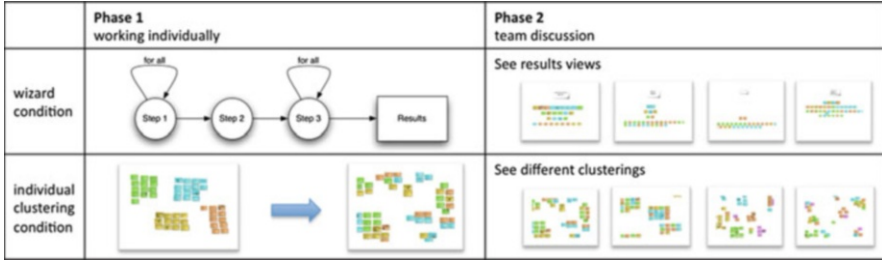 Phase 1
working individually
Phase 2
team discussion
wizard
condition
for all
for all
Step 1
Step 2
Step 3
Results
See results views
individual
clustering
condition
See different clusterings